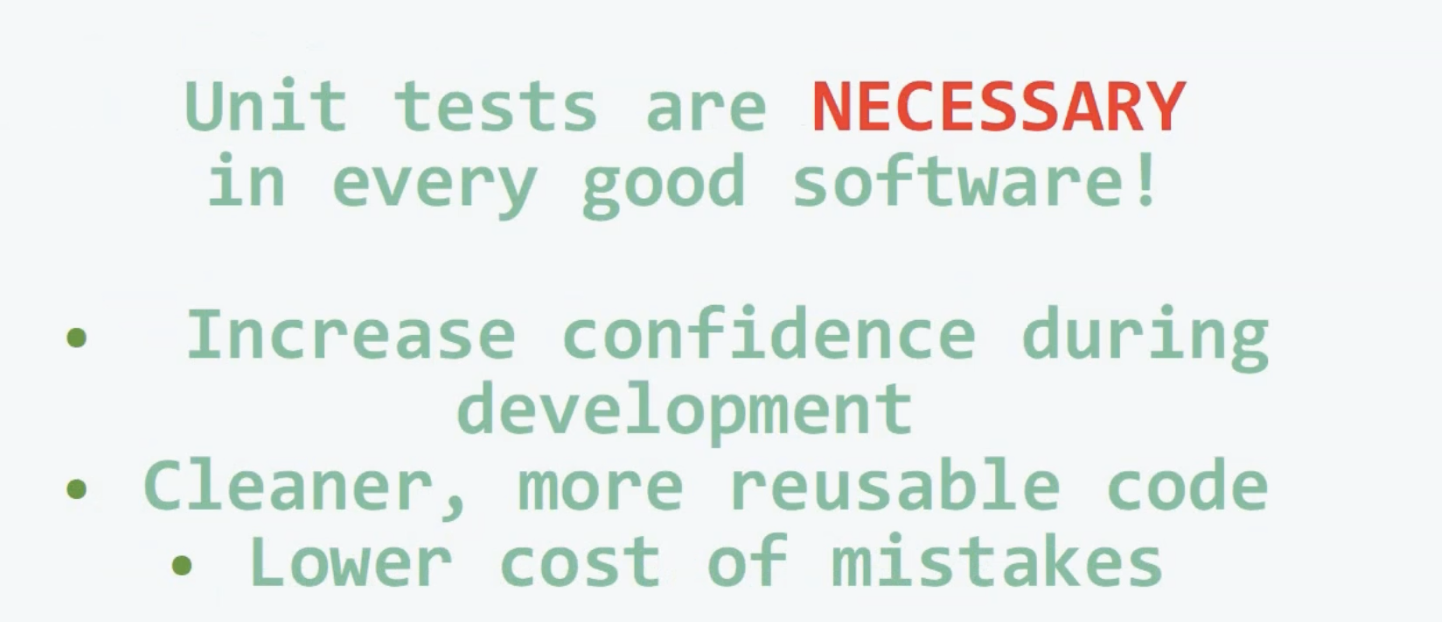 Unit tests are NECESSARY
in every good software!
• Increase confidence during
development
• Cleaner, more reusable code
• Lower cost of mistakes